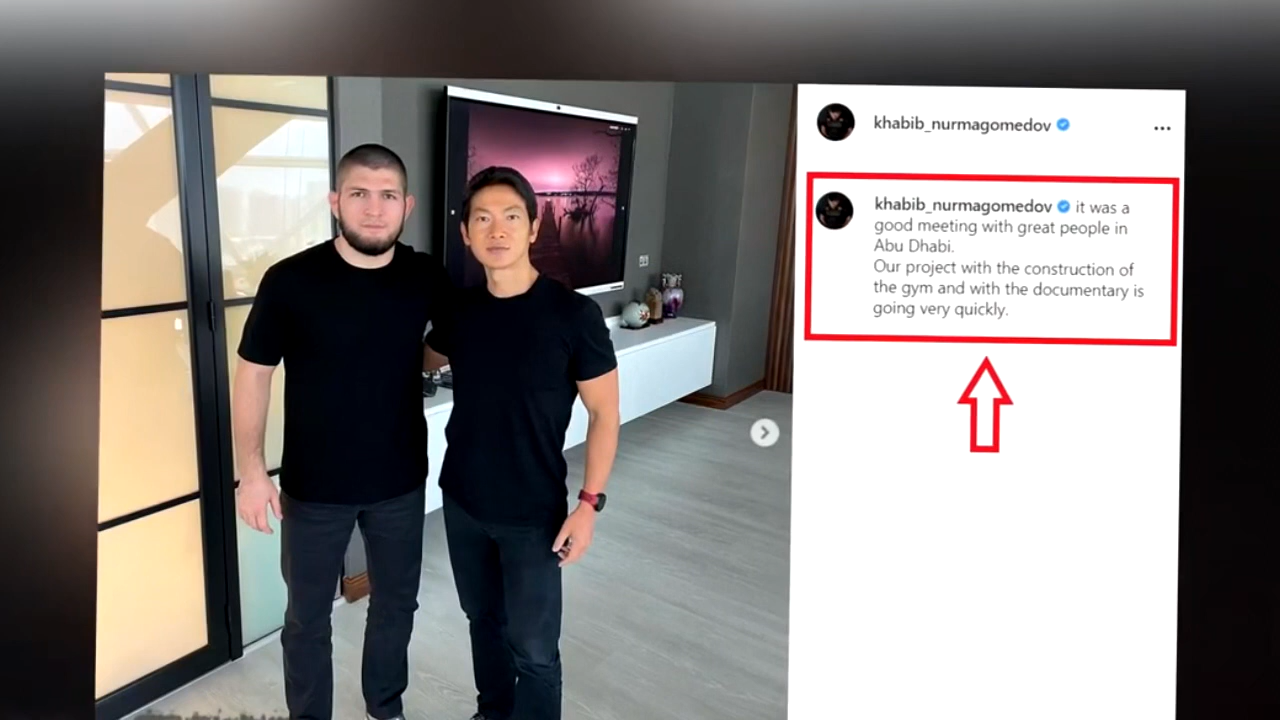 khabib_nurmagomedov
khabib_nurmagomedov it was a
good meeting with great people in
Abu Dhabi.
Our project with the construction of
the gym and with the documentary is
going very quickly.